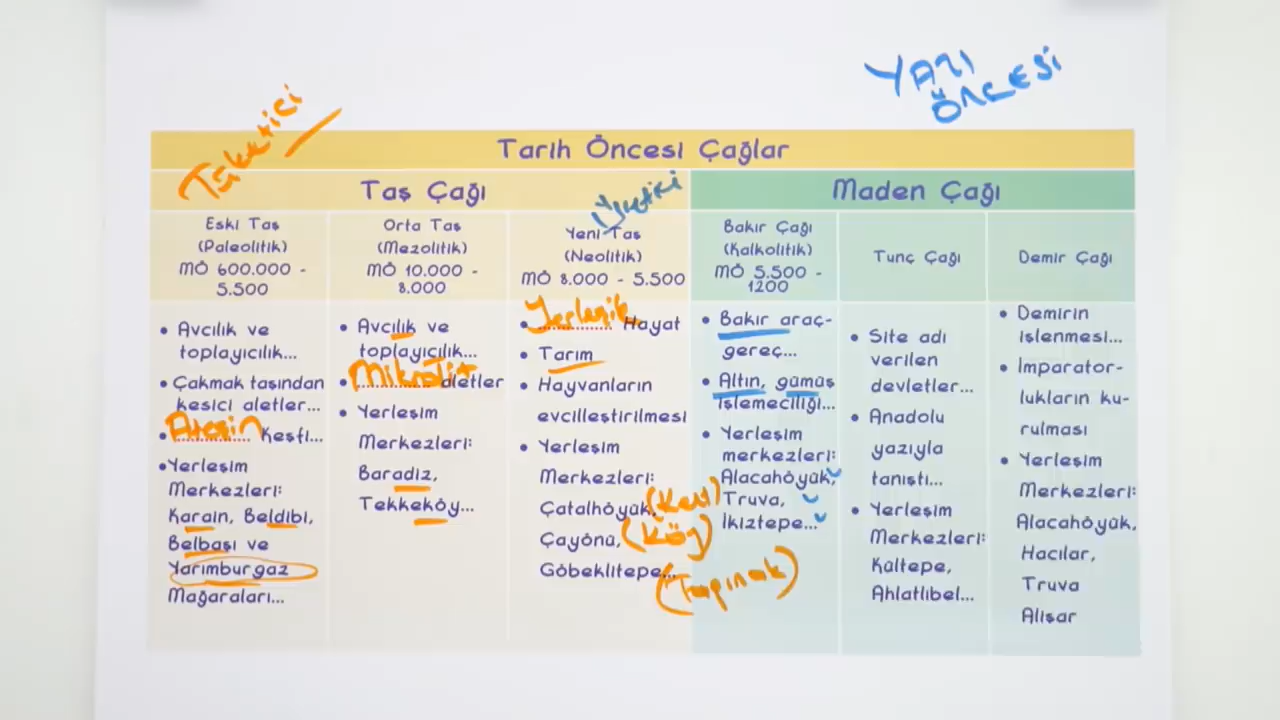 YAZI
ÖNCESİ
Tüketici
Tarih Öncesi Çağlar
Taş Çağı
Üretici
Maden Çağı
Eski Taş
(Paleolitik)
MÖ 600.000 -
5.500
Orta Taş
(Mezolitik)
MÖ 10.000 -
8.000
Yeni Taş
(Neolitik)
MÖ 8.000 - 5.500
Bakır Çağı
(Kalkolitik)
MÖ 5.500 -
1200
Tunç Çağı
Demir Çağı
• Avcılık ve
toplayıcılık...
• Çakmak taşından
kesici aletler...
• Ateşin Keşfi...
• Yerleşim
Merkezleri:
Karain, Beldibi,
Belbaşı ve
Yarımburgaz
Mağaraları...
• Avcılık ve
toplayıcılık...
• Mikrolit aletler
• Yerleşim
Merkezleri:
Baradiz,
Tekkeköy...
• Yerleşik Hayat
• Tarım
• Hayvanların
evcilleştirilmesi
• Yerleşim
Merkezleri:
Çatalhöyük, (Kent)
Çayönü, (Köy)
Göbeklitepe... (Tapınak)
• Bakır araç-
gereç...
• Altın, gümüş
işlemeciliği...
• Yerleşim
merkezleri:
Alacahöyük,
Truva,
İkiztepe...
• Site adı
verilen
devletler...
• Anadolu
yazıyla
tanıştı...
• Yerleşim
Merkezleri:
Kültepe,
Ahlatlıbel...
• Demirin
işlenmesi...
• İmparator-
lukların ku-
rulması
• Yerleşim
Merkezleri:
Alacahöyük,
Hacılar,
Truva
Alişar